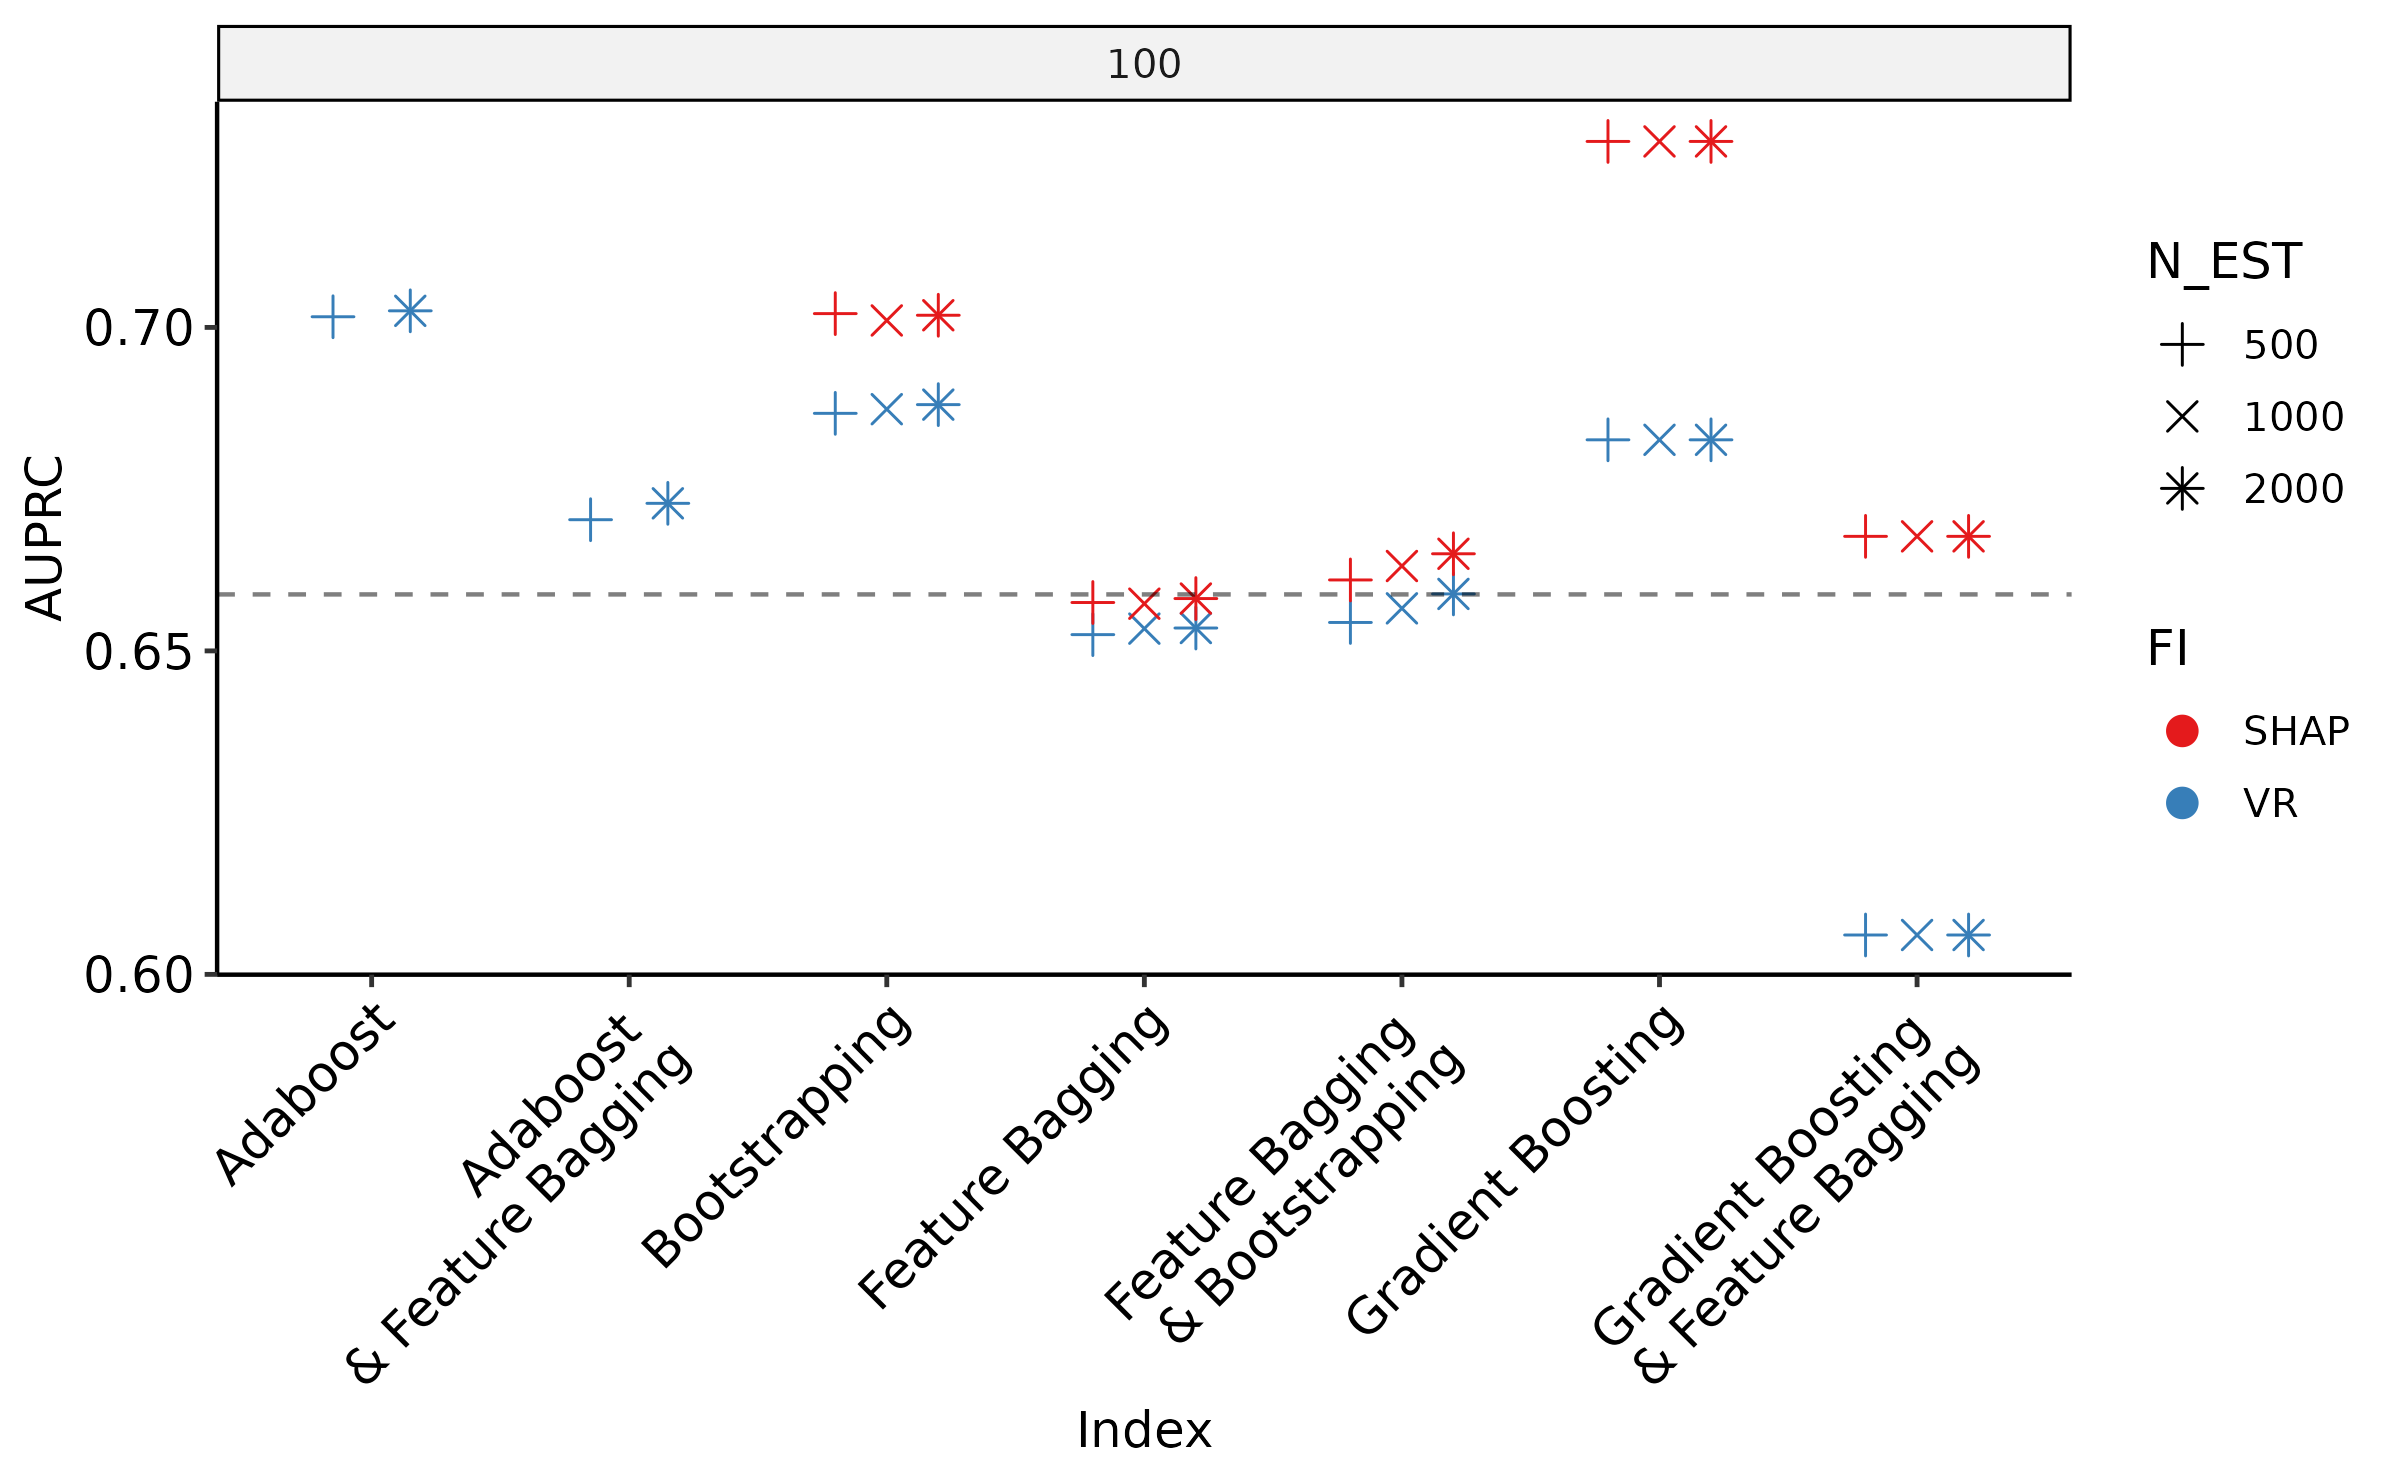 100
AUPRC
0.70
0.65
0.60
Adaboost
Adaboost
& Feature Bagging
Bootstrapping
Feature Bagging
Feature Bagging
& Bootstrapping
Gradient Boosting
Gradient Boosting
& Feature Bagging
Index
N_EST
500
1000
2000
FI
SHAP
VR